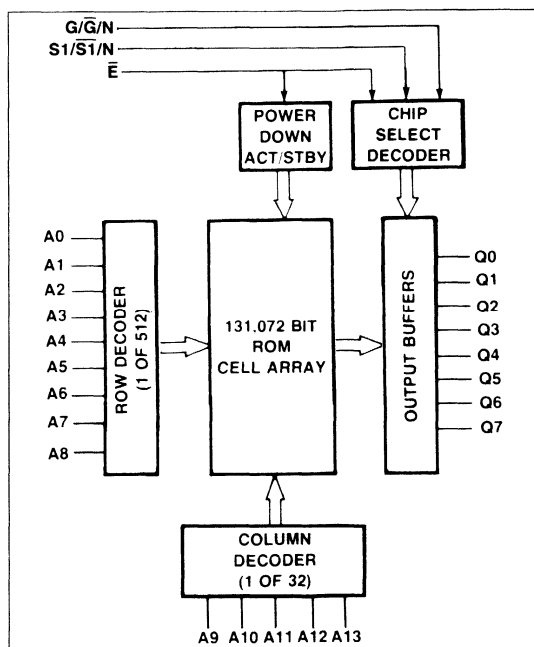 G/G̅/N
S1/S̅1̅/N
E̅
POWER
DOWN
ACT/STBY
CHIP
SELECT
DECODER
A0
A1
A2
A3
A4
A5
A6
A7
A8
ROW DECODER
(1 OF 512)
131.072 BIT
ROM
CELL ARRAY
OUTPUT BUFFERS
Q0
Q1
Q2
Q3
Q4
Q5
Q6
Q7
COLUMN
DECODER
(1 OF 32)
A9 A10 A11 A12 A13